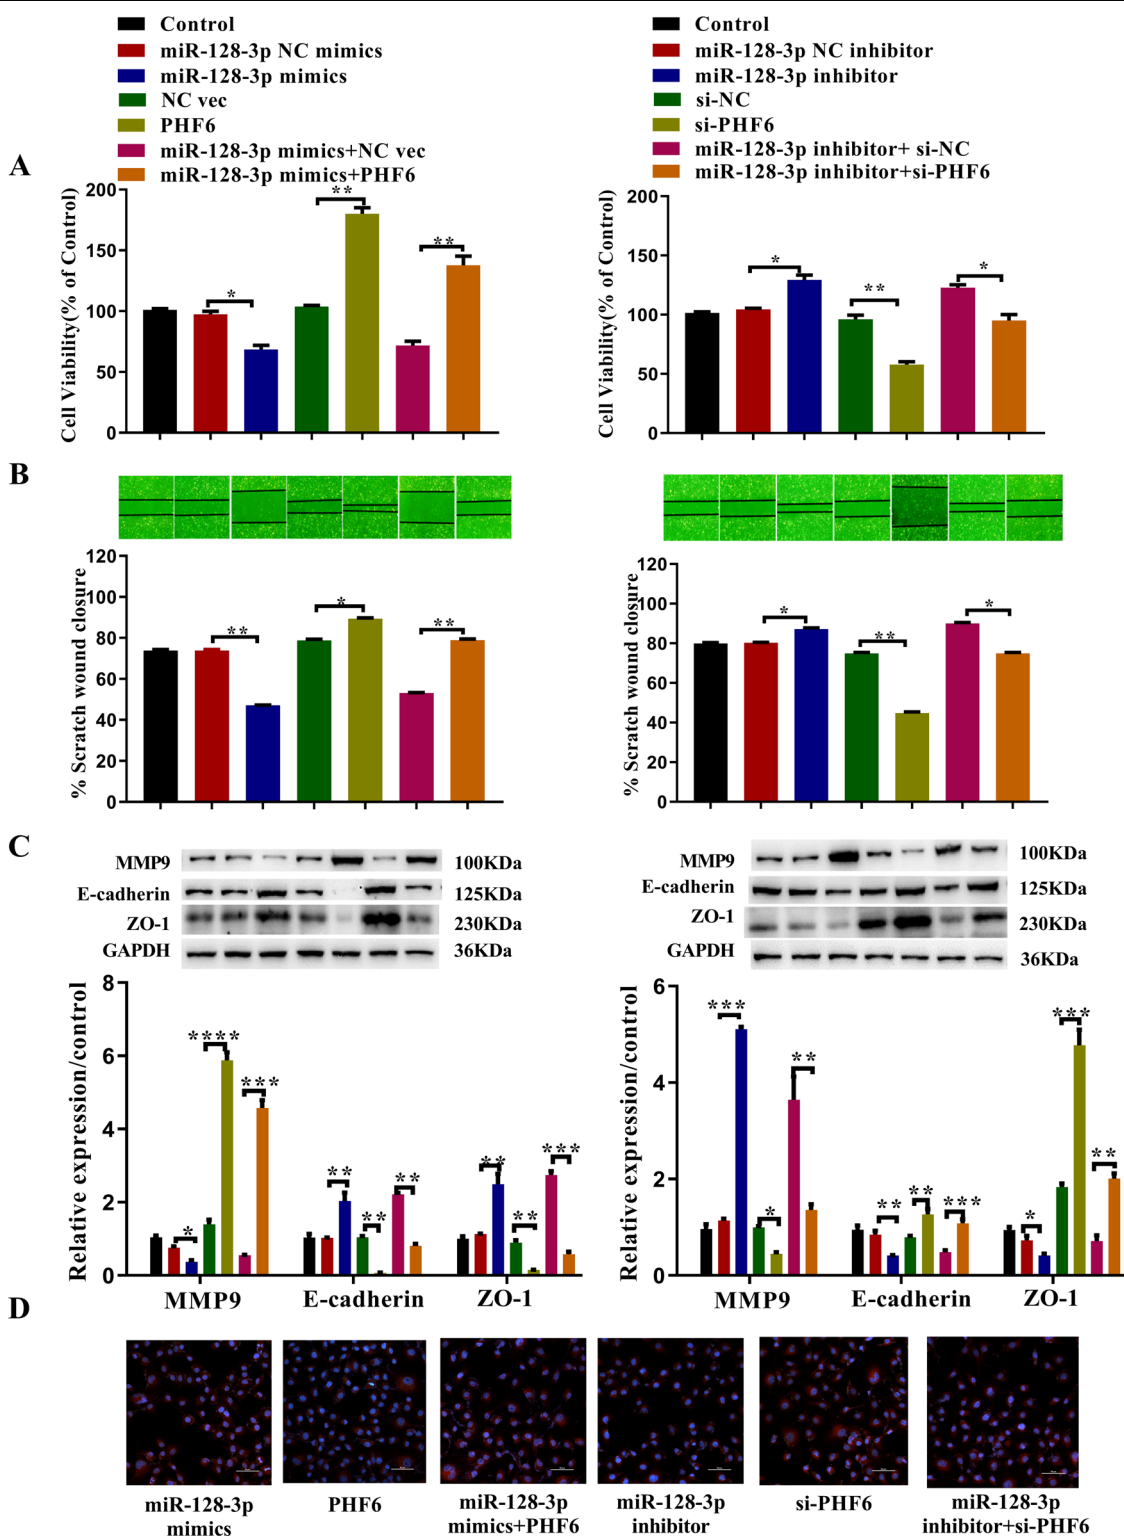 Control
miR-128-3p NC mimics
miR-128-3p mimics
NC vec
PHF6
miR-128-3p mimics+NC vec
miR-128-3p mimics+PHF6
Control
miR-128-3p NC inhibitor
miR-128-3p inhibitor
si-NC
si-PHF6
miR-128-3p inhibitor+ si-NC
miR-128-3p inhibitor+si-PHF6
A
Cell Viability(% of Control)
200
150
100
50
0
*
**
**
Cell Viability(% of Control)
200
150
100
50
0
*
**
*
B
% Scratch wound closure
120
100
80
60
40
20
0
**
*
**
% Scratch wound closure
120
100
80
60
40
20
0
*
**
*
C
MMP9 100KDa
E-cadherin 125KDa
ZO-1 230KDa
GAPDH 36KDa
MMP9 100KDa
E-cadherin 125KDa
ZO-1 230KDa
GAPDH 36KDa
Relative expression/control
8
6
4
2
0
*
****
***
**
**
**
**
**
***
MMP9 E-cadherin ZO-1
Relative expression/control
6
4
2
0
***
*
**
**
**
***
*
***
**
MMP9 E-cadherin ZO-1
D
miR-128-3p
mimics
PHF6
miR-128-3p
mimics+PHF6
miR-128-3p
inhibitor
si-PHF6
miR-128-3p
inhibitor+si-PHF6